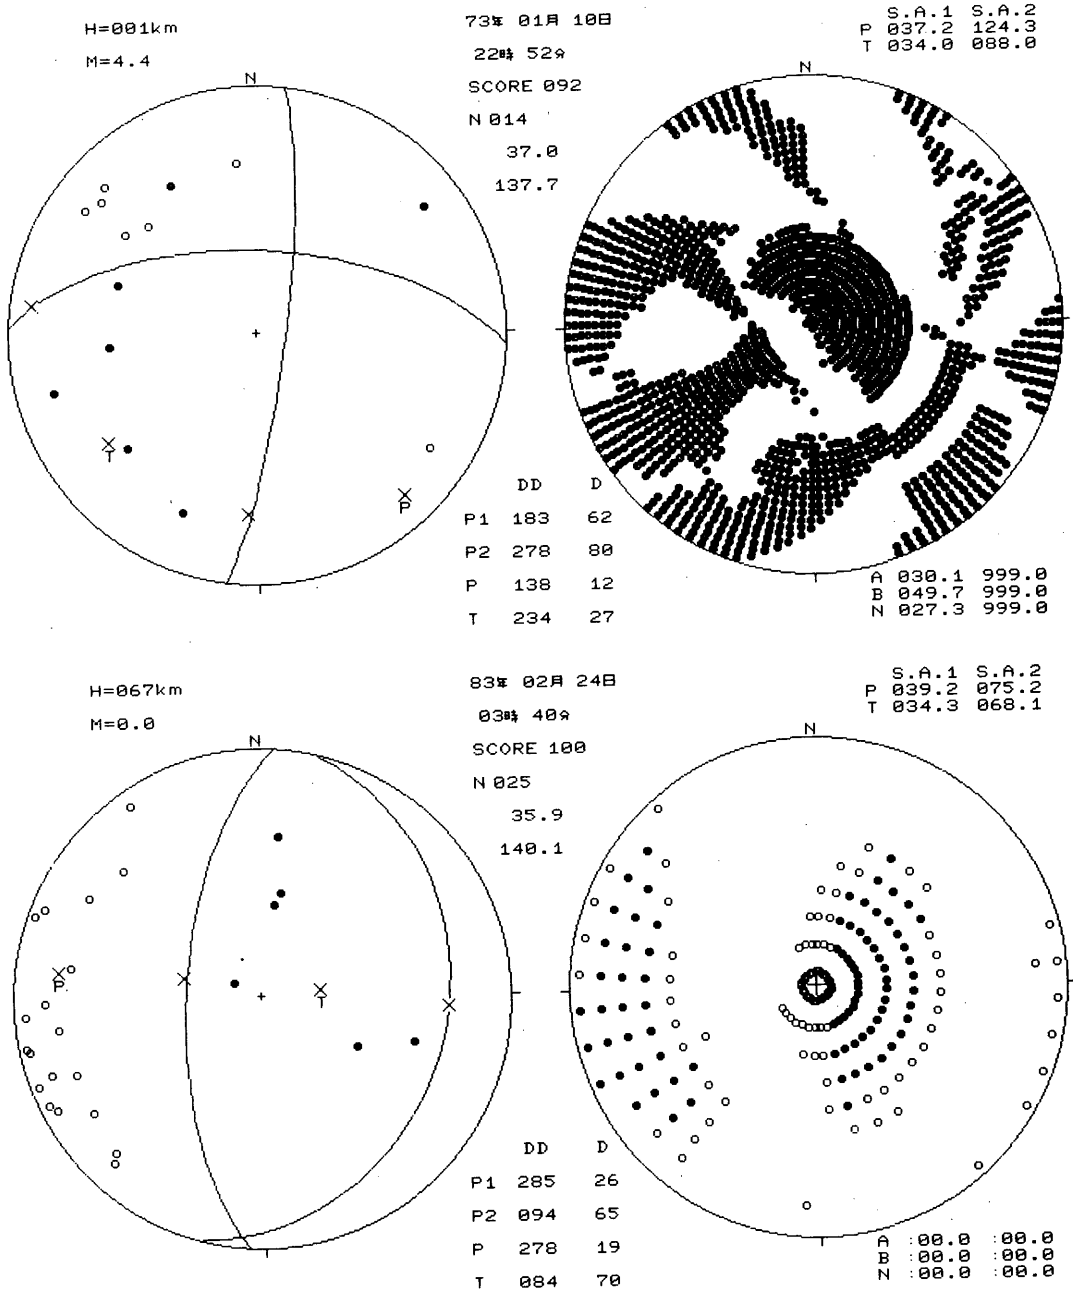 H=001km
M=4.4
73年 01月 10日
22時 52分
SCORE 092
N 014
37.0
137.7
S.A.1 S.A.2
P 037.2 124.3
T 034.0 088.0
N
T
P
DD D
P1 183 62
P2 278 80
P 138 12
T 234 27
N
A 030.1 999.0
B 049.7 999.0
N 027.3 999.0
H=067km
M=0.0
83年 02月 24日
03時 40分
SCORE 100
N 025
35.9
140.1
S.A.1 S.A.2
P 039.2 075.2
T 034.3 068.1
N
P
T
DD D
P1 285 26
P2 094 65
P 278 19
T 084 70
N
A :00.0 :00.0
B :00.0 :00.0
N :00.0 :00.0